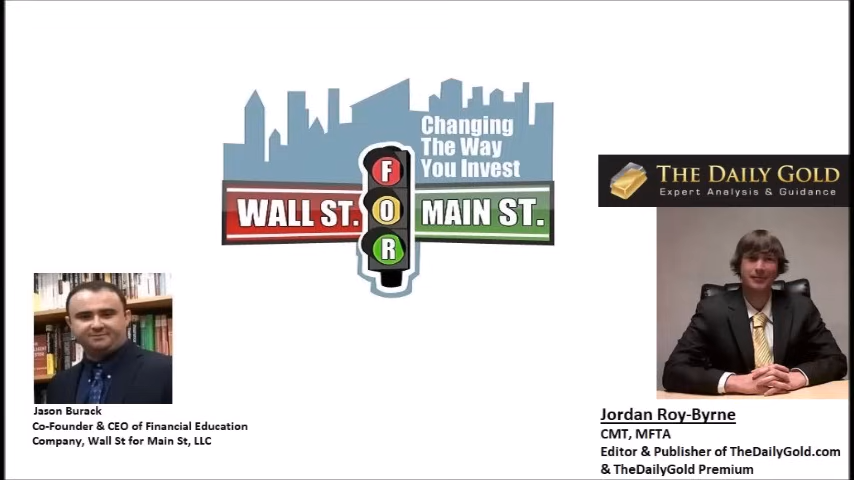 Changing
The Way
You Invest
WALL ST. FOR MAIN ST.
THE DAILY GOLD
Expert Analysis & Guidance
Jason Burack
Co-Founder & CEO of Financial Education
Company, Wall St for Main St, LLC
Jordan Roy-Byrne
CMT, MFTA
Editor & Publisher of TheDailyGold.com
& TheDailyGold Premium